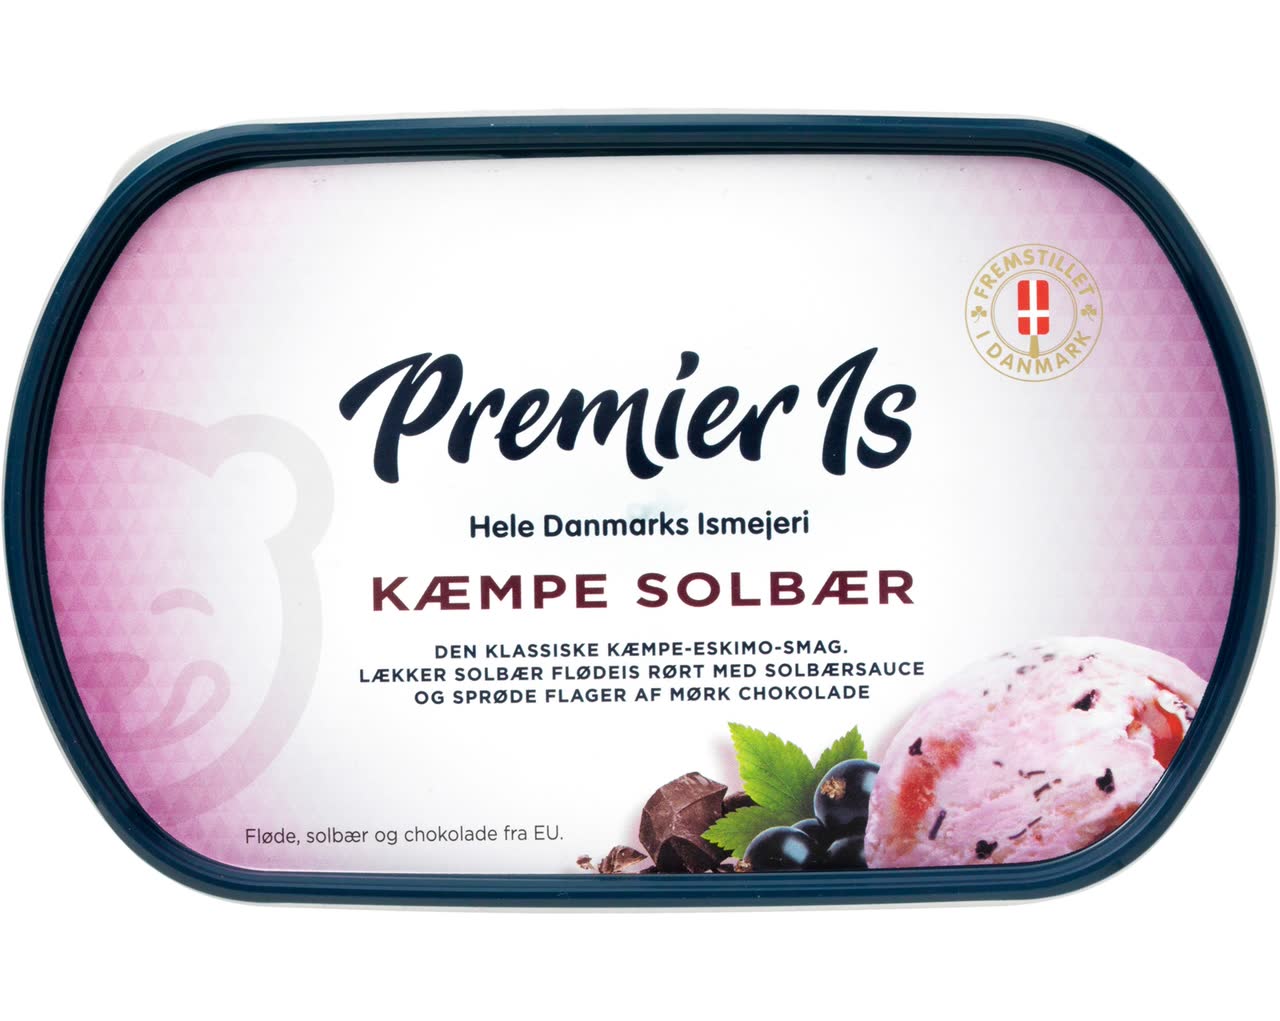 FREMSTILLET
I DANMARK
Premier Is
Hele Danmarks Ismejeri
KÆMPE SOLBÆR
DEN KLASSISKE KÆMPE-ESKIMO-SMAG.
LÆKKER SOLBÆR FLØDEIS RØRT MED SOLBÆRSAUCE
OG SPRØDE FLAGER AF MØRK CHOKOLADE
Fløde, solbær og chokolade fra EU.